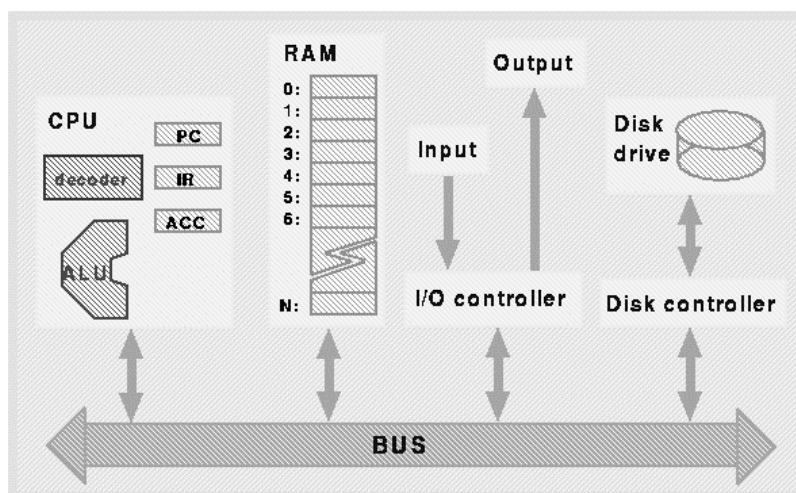 CPU
PC
decoder
IR
ACC
ALU
RAM
0:
1:
2:
3:
4:
5:
6:
N:
Output
Input
I/O controller
Disk
drive
Disk controller
BUS